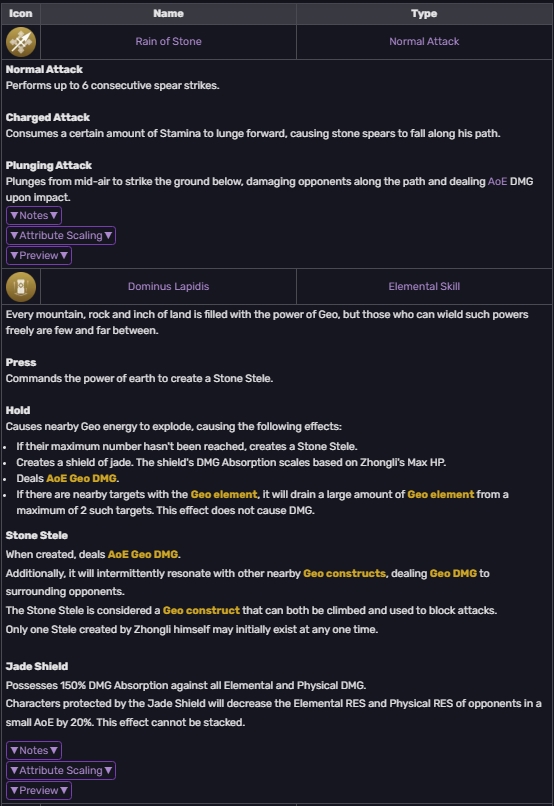 Icon Name Type
Rain of Stone Normal Attack
Normal Attack
Performs up to 6 consecutive spear strikes.
Charged Attack
Consumes a certain amount of Stamina to lunge forward, causing stone spears to fall along his path.
Plunging Attack
Plunges from mid-air to strike the ground below, damaging opponents along the path and dealing AoE DMG
upon impact.
▼Notes▼
▼Attribute Scaling▼
▼Preview▼
Dominus Lapidis Elemental Skill
Every mountain, rock and inch of land is filled with the power of Geo, but those who can wield such powers
freely are few and far between.
Press
Commands the power of earth to create a Stone Stele.
Hold
Causes nearby Geo energy to explode, causing the following effects:
• If their maximum number hasn't been reached, creates a Stone Stele.
• Creates a shield of jade. The shield's DMG Absorption scales based on Zhongli's Max HP.
• Deals AoE Geo DMG.
• If there are nearby targets with the Geo element, it will drain a large amount of Geo element from a
maximum of 2 such targets. This effect does not cause DMG.
Stone Stele
When created, deals AoE Geo DMG.
Additionally, it will intermittently resonate with other nearby Geo constructs, dealing Geo DMG to
surrounding opponents.
The Stone Stele is considered a Geo construct that can both be climbed and used to block attacks.
Only one Stele created by Zhongli himself may initially exist at any one time.
Jade Shield
Possesses 150% DMG Absorption against all Elemental and Physical DMG.
Characters protected by the Jade Shield will decrease the Elemental RES and Physical RES of opponents in a
small AoE by 20%. This effect cannot be stacked.
▼Notes▼
▼Attribute Scaling▼
▼Preview▼